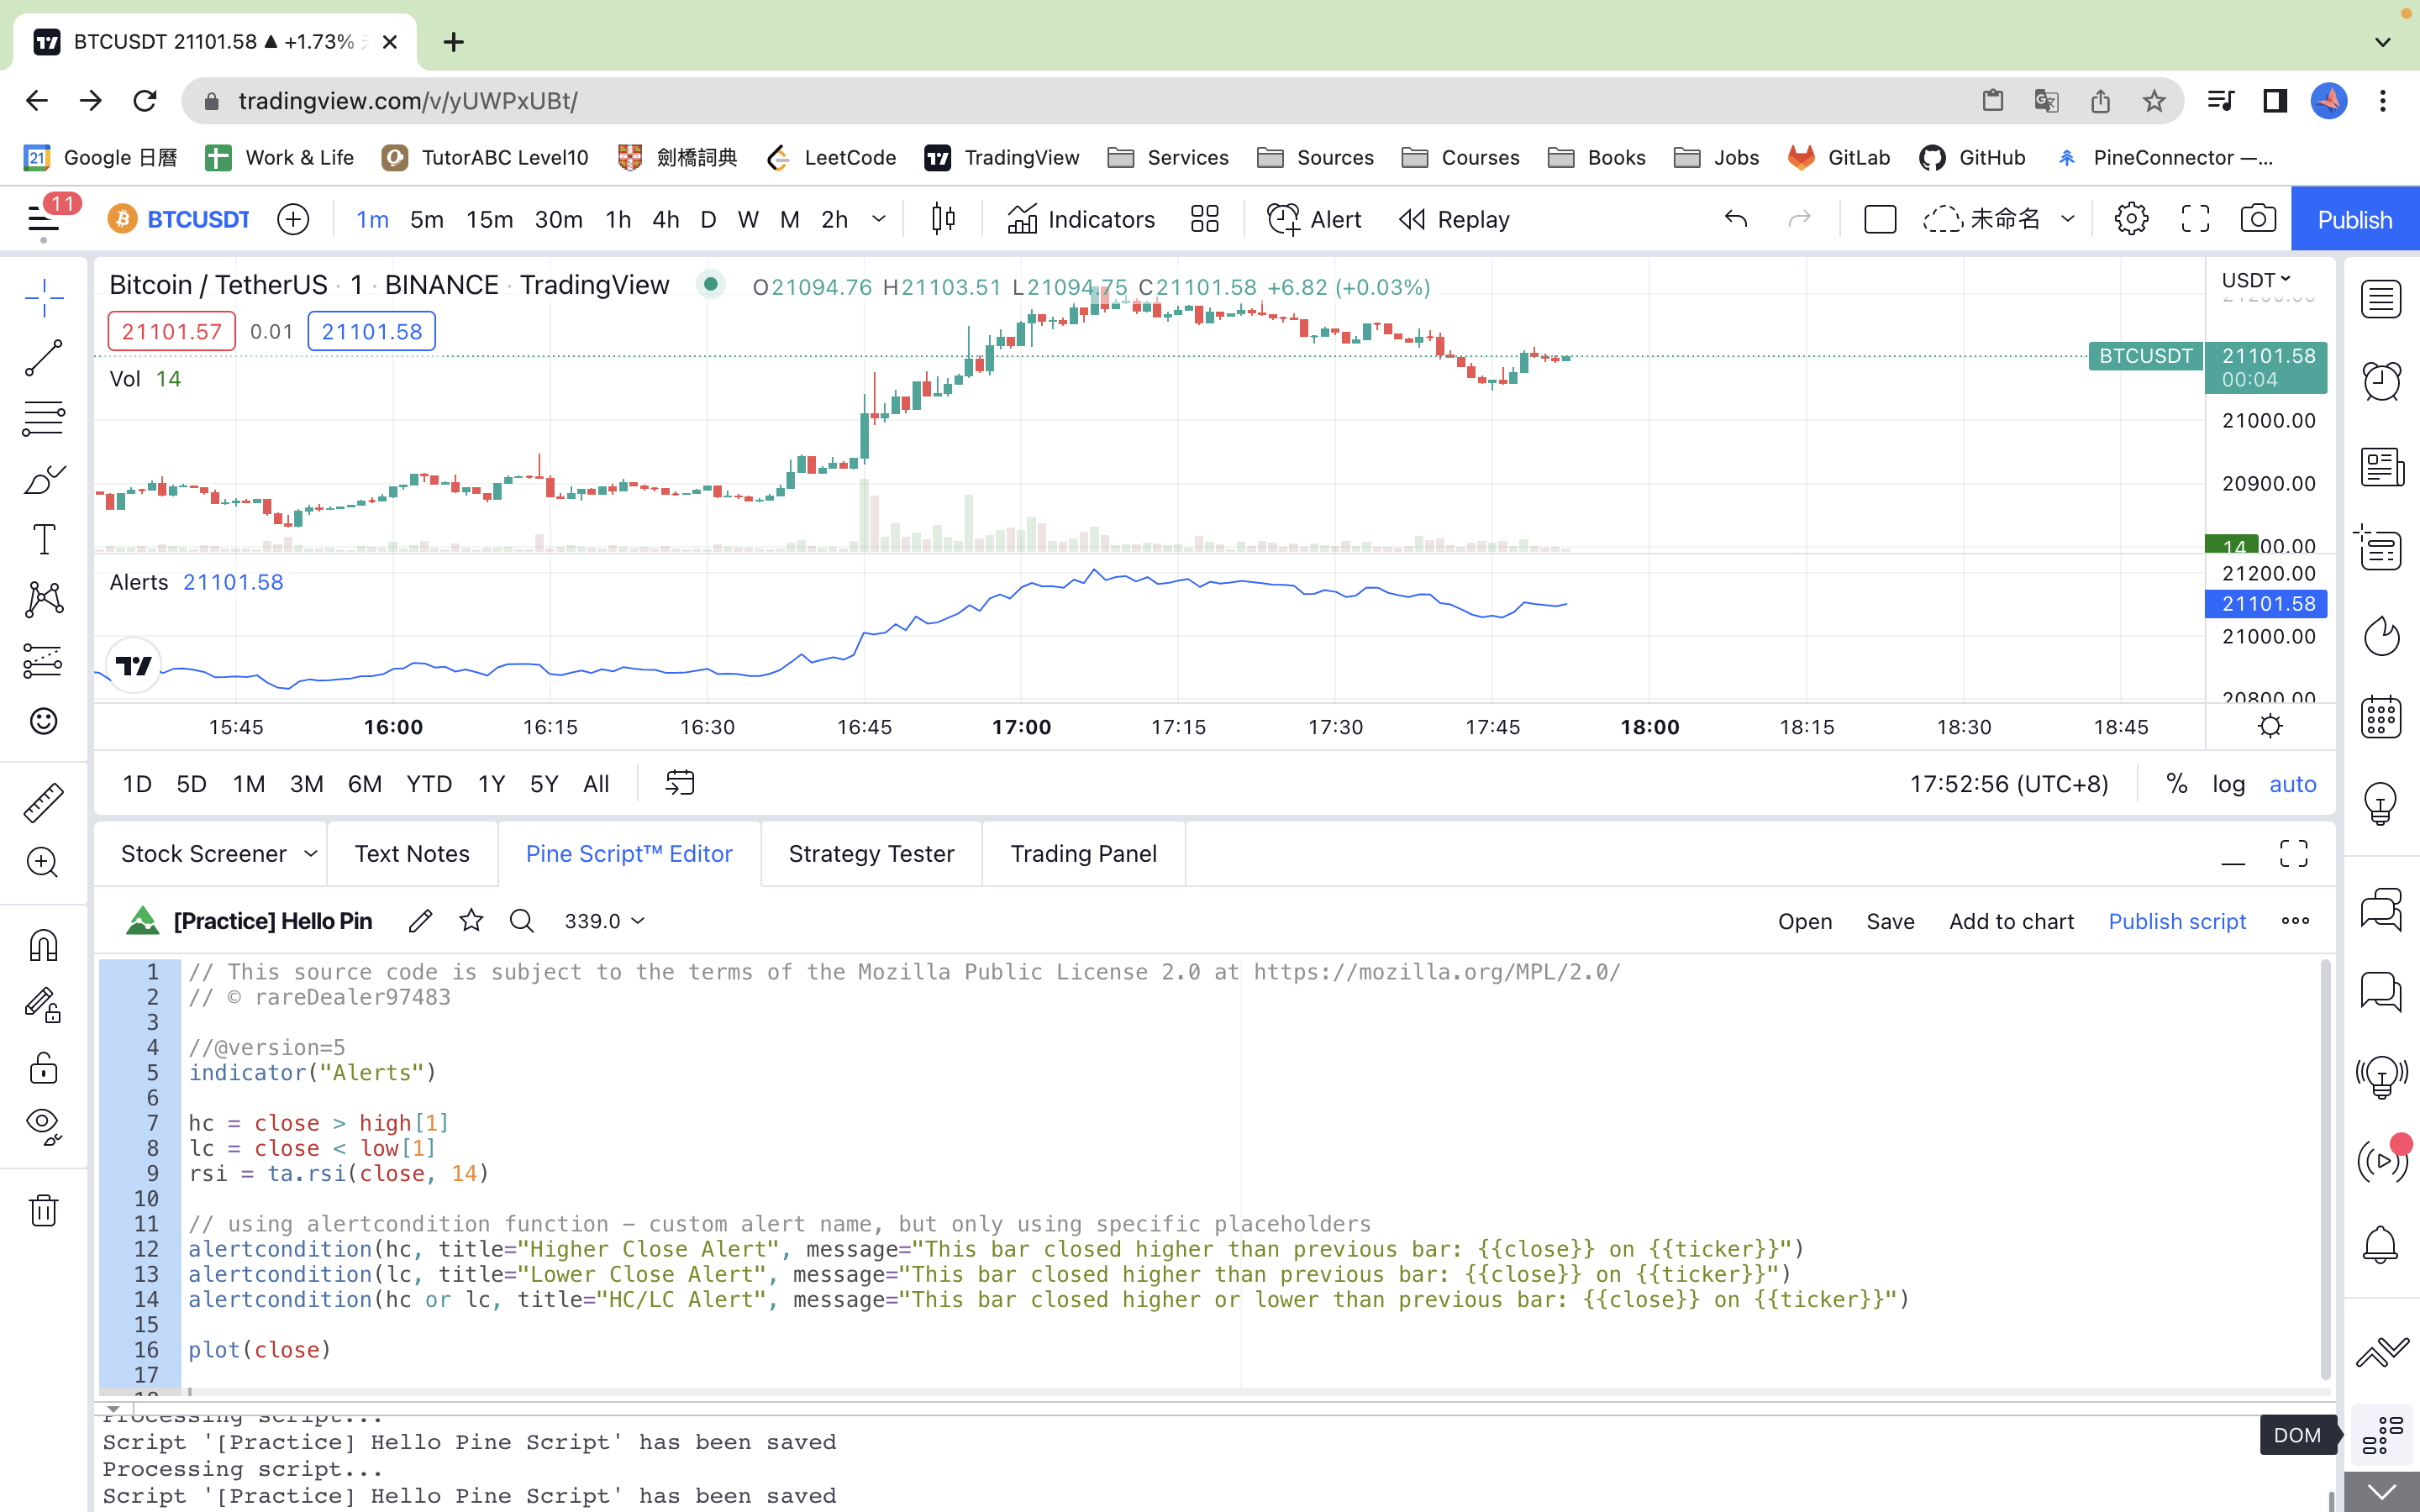 BTCUSDT 21101.58 ▲ +1.73%
tradingview.com/v/yUWPxUBt/
Google 日曆 Work & Life TutorABC Level10 劍橋詞典 LeetCode TradingView Services Sources Courses Books Jobs GitLab GitHub PineConnector —...
11 BTCUSDT 1m 5m 15m 30m 1h 4h D W M 2h Indicators Alert Replay 未命名 Publish
Bitcoin / TetherUS · 1 · BINANCE · TradingView O21094.76 H21103.51 L21094.75 C21101.58 +6.82 (+0.03%) USDT
21101.57 0.01 21101.58
BTCUSDT 21101.58
00:04
Vol 14
21000.00
20900.00
14
21200.00
Alerts 21101.58
21101.58
21000.00
20800.00
15:45 16:00 16:15 16:30 16:45 17:00 17:15 17:30 17:45 18:00 18:15 18:30 18:45
1D 5D 1M 3M 6M YTD 1Y 5Y All 17:52:56 (UTC+8) % log auto
Stock Screener Text Notes Pine Script™ Editor Strategy Tester Trading Panel
[Practice] Hello Pin 339.0 Open Save Add to chart Publish script
1 // This source code is subject to the terms of the Mozilla Public License 2.0 at https://mozilla.org/MPL/2.0/
2 // © rareDealer97483
3
4 //@version=5
5 indicator("Alerts")
6
7 hc = close > high[1]
8 lc = close < low[1]
9 rsi = ta.rsi(close, 14)
10
11 // using alertcondition function – custom alert name, but only using specific placeholders
12 alertcondition(hc, title="Higher Close Alert", message="This bar closed higher than previous bar: {{close}} on {{ticker}}")
13 alertcondition(lc, title="Lower Close Alert", message="This bar closed higher than previous bar: {{close}} on {{ticker}}")
14 alertcondition(hc or lc, title="HC/LC Alert", message="This bar closed higher or lower than previous bar: {{close}} on {{ticker}}")
15
16 plot(close)
17
Processing script...
Script '[Practice] Hello Pine Script' has been saved
Processing script...
Script '[Practice] Hello Pine Script' has been saved
DOM